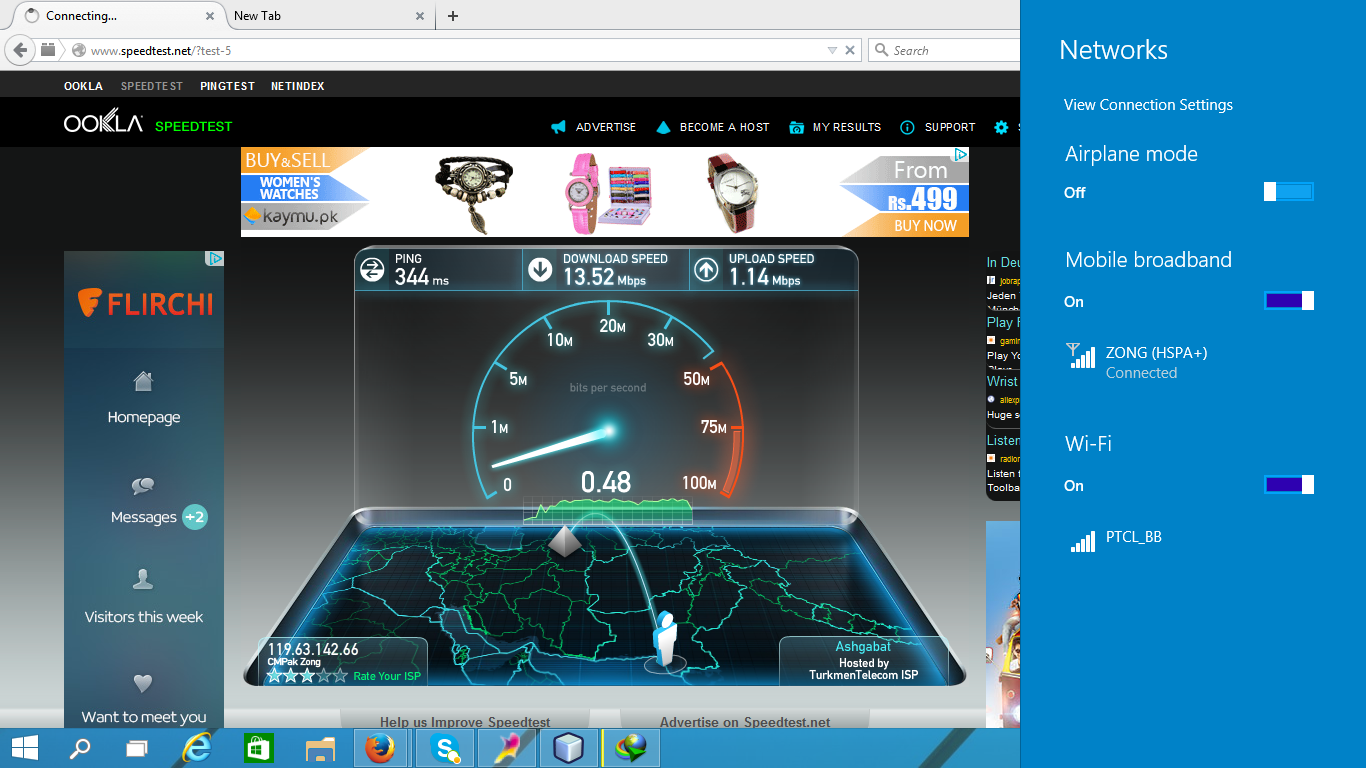 Connecting...
New Tab
www.speedtest.net/?test-5
Search
OOKLA SPEEDTEST PINGTEST NETINDEX
OOKLA SPEEDTEST
ADVERTISE
BECOME A HOST
MY RESULTS
SUPPORT
BUY&SELL
WOMEN'S
WATCHES
kaymu.pk
From
Rs.499
BUY NOW
FLIRCHI
Homepage
Messages +2
Visitors this week
Want to meet you
PING
344 ms
DOWNLOAD SPEED
13.52 Mbps
UPLOAD SPEED
1.14 Mbps
20M
10M
30M
5M
50M
bits per second
1M
75M
0
0.48
100M
119.63.142.66
CMPak Zong
Rate Your ISP
Ashgabat
Hosted by
TurkmenTelecom ISP
Help us Improve Speedtest
Advertise on Speedtest.net
In Deu
jobrap
Jeden
Play F
gamin
Play Yo
Wrist
aliexp
Huge s
Listen
radion
Listen t
Toolba
Networks
View Connection Settings
Airplane mode
Off
Mobile broadband
On
ZONG (HSPA+)
Connected
Wi-Fi
On
PTCL_BB